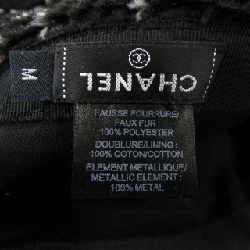 CHANEL
M
FAUSSE FOURRURE/
FAUX FUR:
100% POLYESTER
DOUBLURE/LINING:
100% COTON/COTTON
ELEMENT METALLIQUE/
METALLIC ELEMENT:
100% METAL